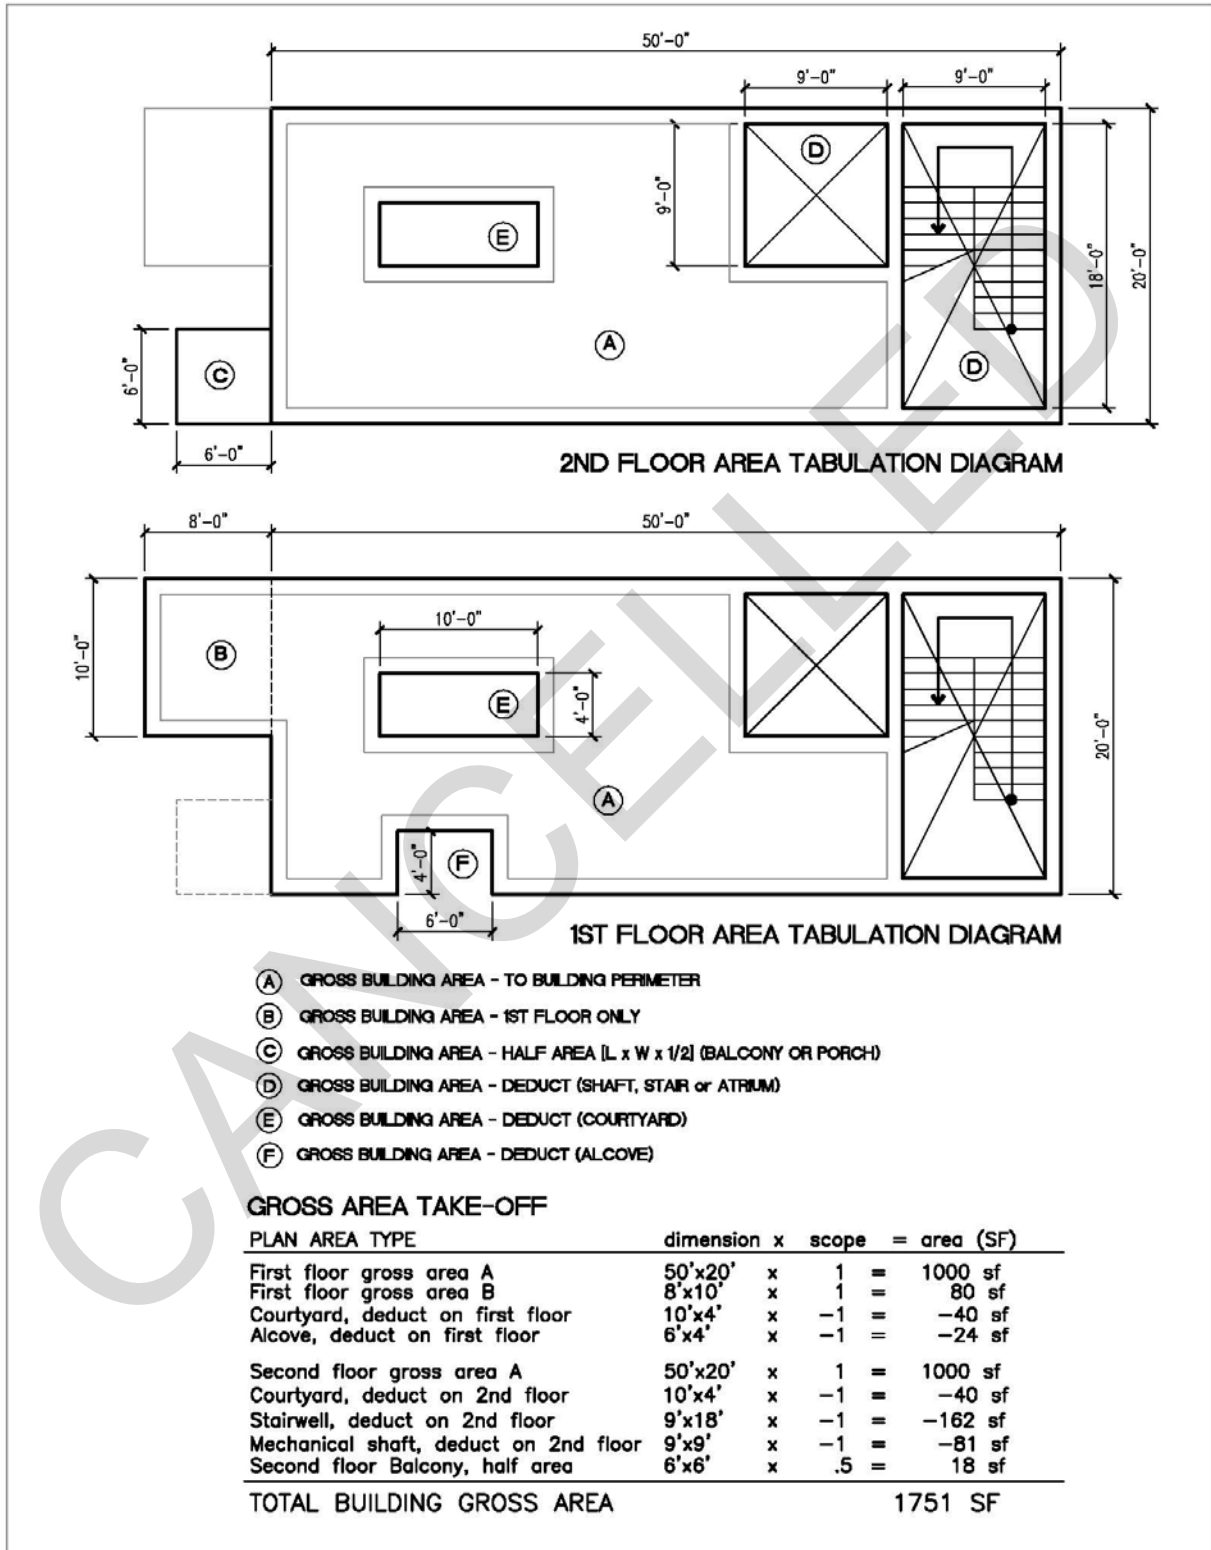 50'-0"
9'-0" 9'-0"
D
9'-0"
E
18'-0"
20'-0"
A
6'-0"
C
D
6'-0"
2ND FLOOR AREA TABULATION DIAGRAM
8'-0" 50'-0"
10'-0"
10'-0"
B
E
4'-0"
20'-0"
A
4'-0"
F
6'-0"
1ST FLOOR AREA TABULATION DIAGRAM
A GROSS BUILDING AREA - TO BUILDING PERIMETER
B GROSS BUILDING AREA - 1ST FLOOR ONLY
C GROSS BUILDING AREA - HALF AREA [L x W x 1/2] (BALCONY OR PORCH)
D GROSS BUILDING AREA - DEDUCT (SHAFT, STAIR or ATRIUM)
E GROSS BUILDING AREA - DEDUCT (COURTYARD)
F GROSS BUILDING AREA - DEDUCT (ALCOVE)
GROSS AREA TAKE-OFF
PLAN AREA TYPE dimension x scope = area (SF)
First floor gross area A 50'x20' x 1 = 1000 sf
First floor gross area B 8'x10' x 1 = 80 sf
Courtyard, deduct on first floor 10'x4' x -1 = -40 sf
Alcove, deduct on first floor 6'x4' x -1 = -24 sf
Second floor gross area A 50'x20' x 1 = 1000 sf
Courtyard, deduct on 2nd floor 10'x4' x -1 = -40 sf
Stairwell, deduct on 2nd floor 9'x18' x -1 = -162 sf
Mechanical shaft, deduct on 2nd floor 9'x9' x -1 = -81 sf
Second floor Balcony, half area 6'x6' x .5 = 18 sf
TOTAL BUILDING GROSS AREA 1751 SF
CANCELLED